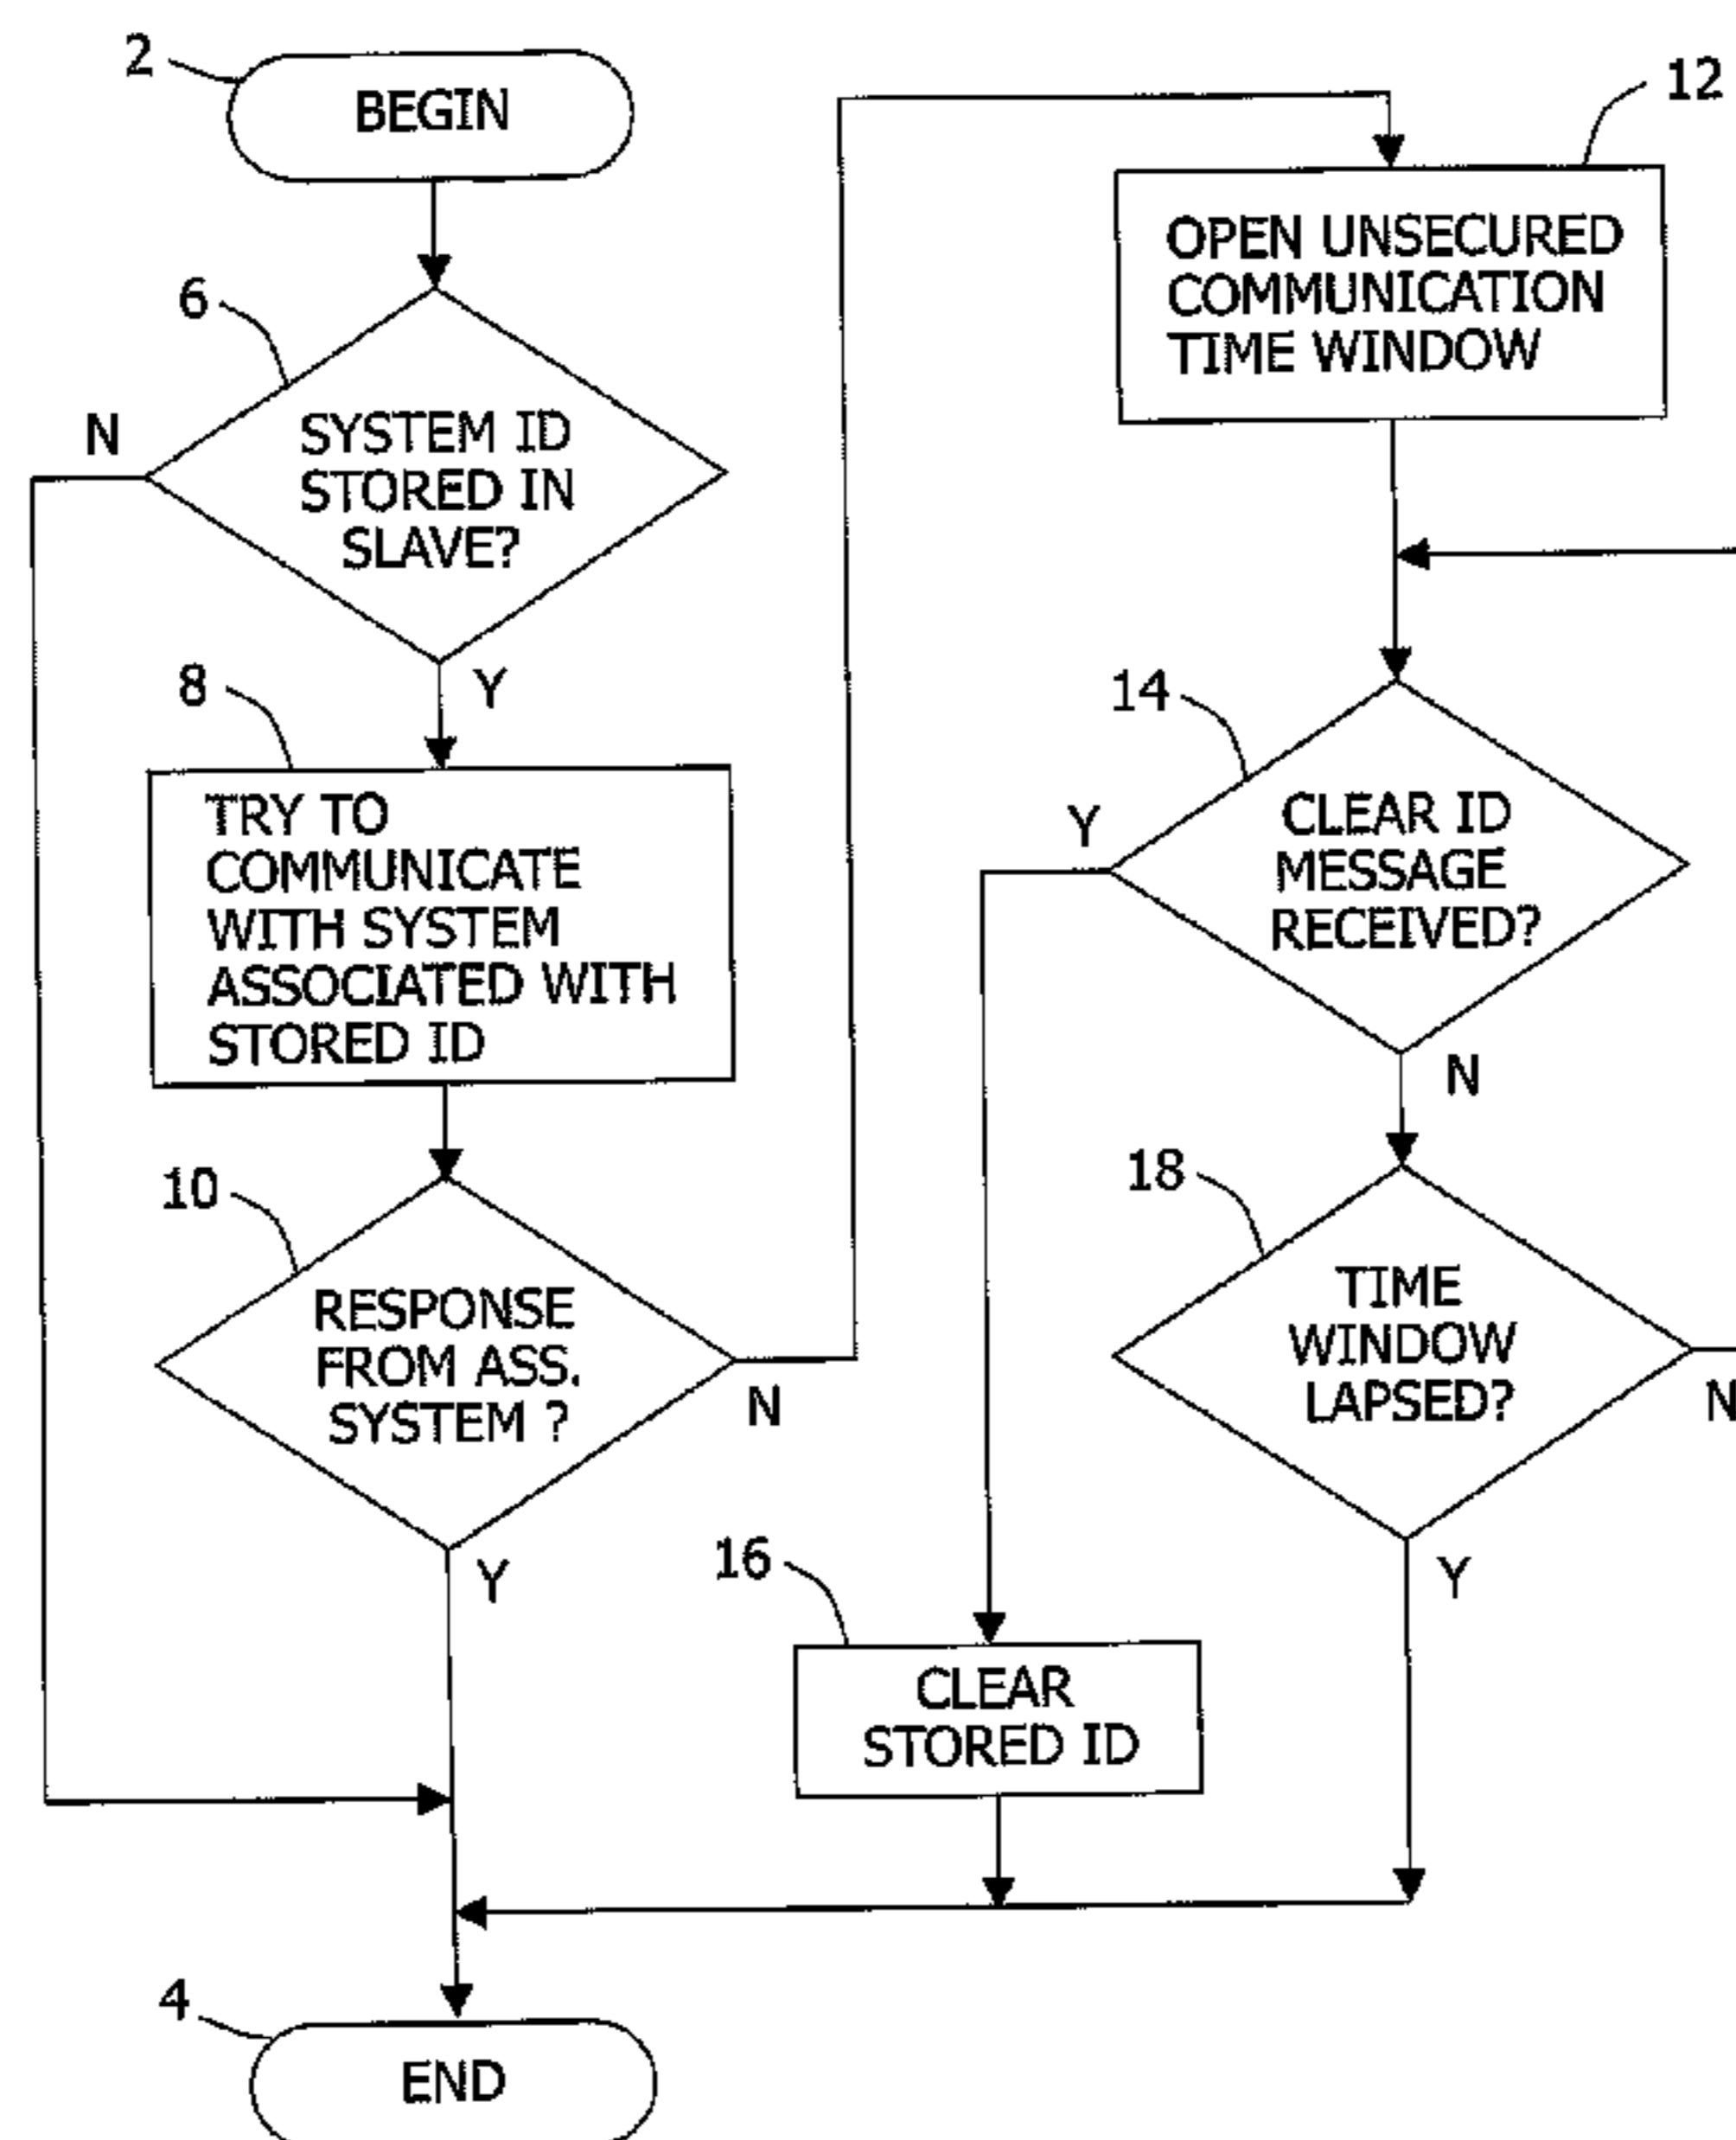 2
BEGIN
6
N
SYSTEM ID
STORED IN
SLAVE?
Y
8
TRY TO
COMMUNICATE
WITH SYSTEM
ASSOCIATED WITH
STORED ID
10
RESPONSE
FROM ASS.
SYSTEM ?
N
Y
12
OPEN UNSECURED
COMMUNICATION
TIME WINDOW
14
Y
CLEAR ID
MESSAGE
RECEIVED?
N
18
TIME
WINDOW
LAPSED?
N
Y
16
CLEAR
STORED ID
4
END